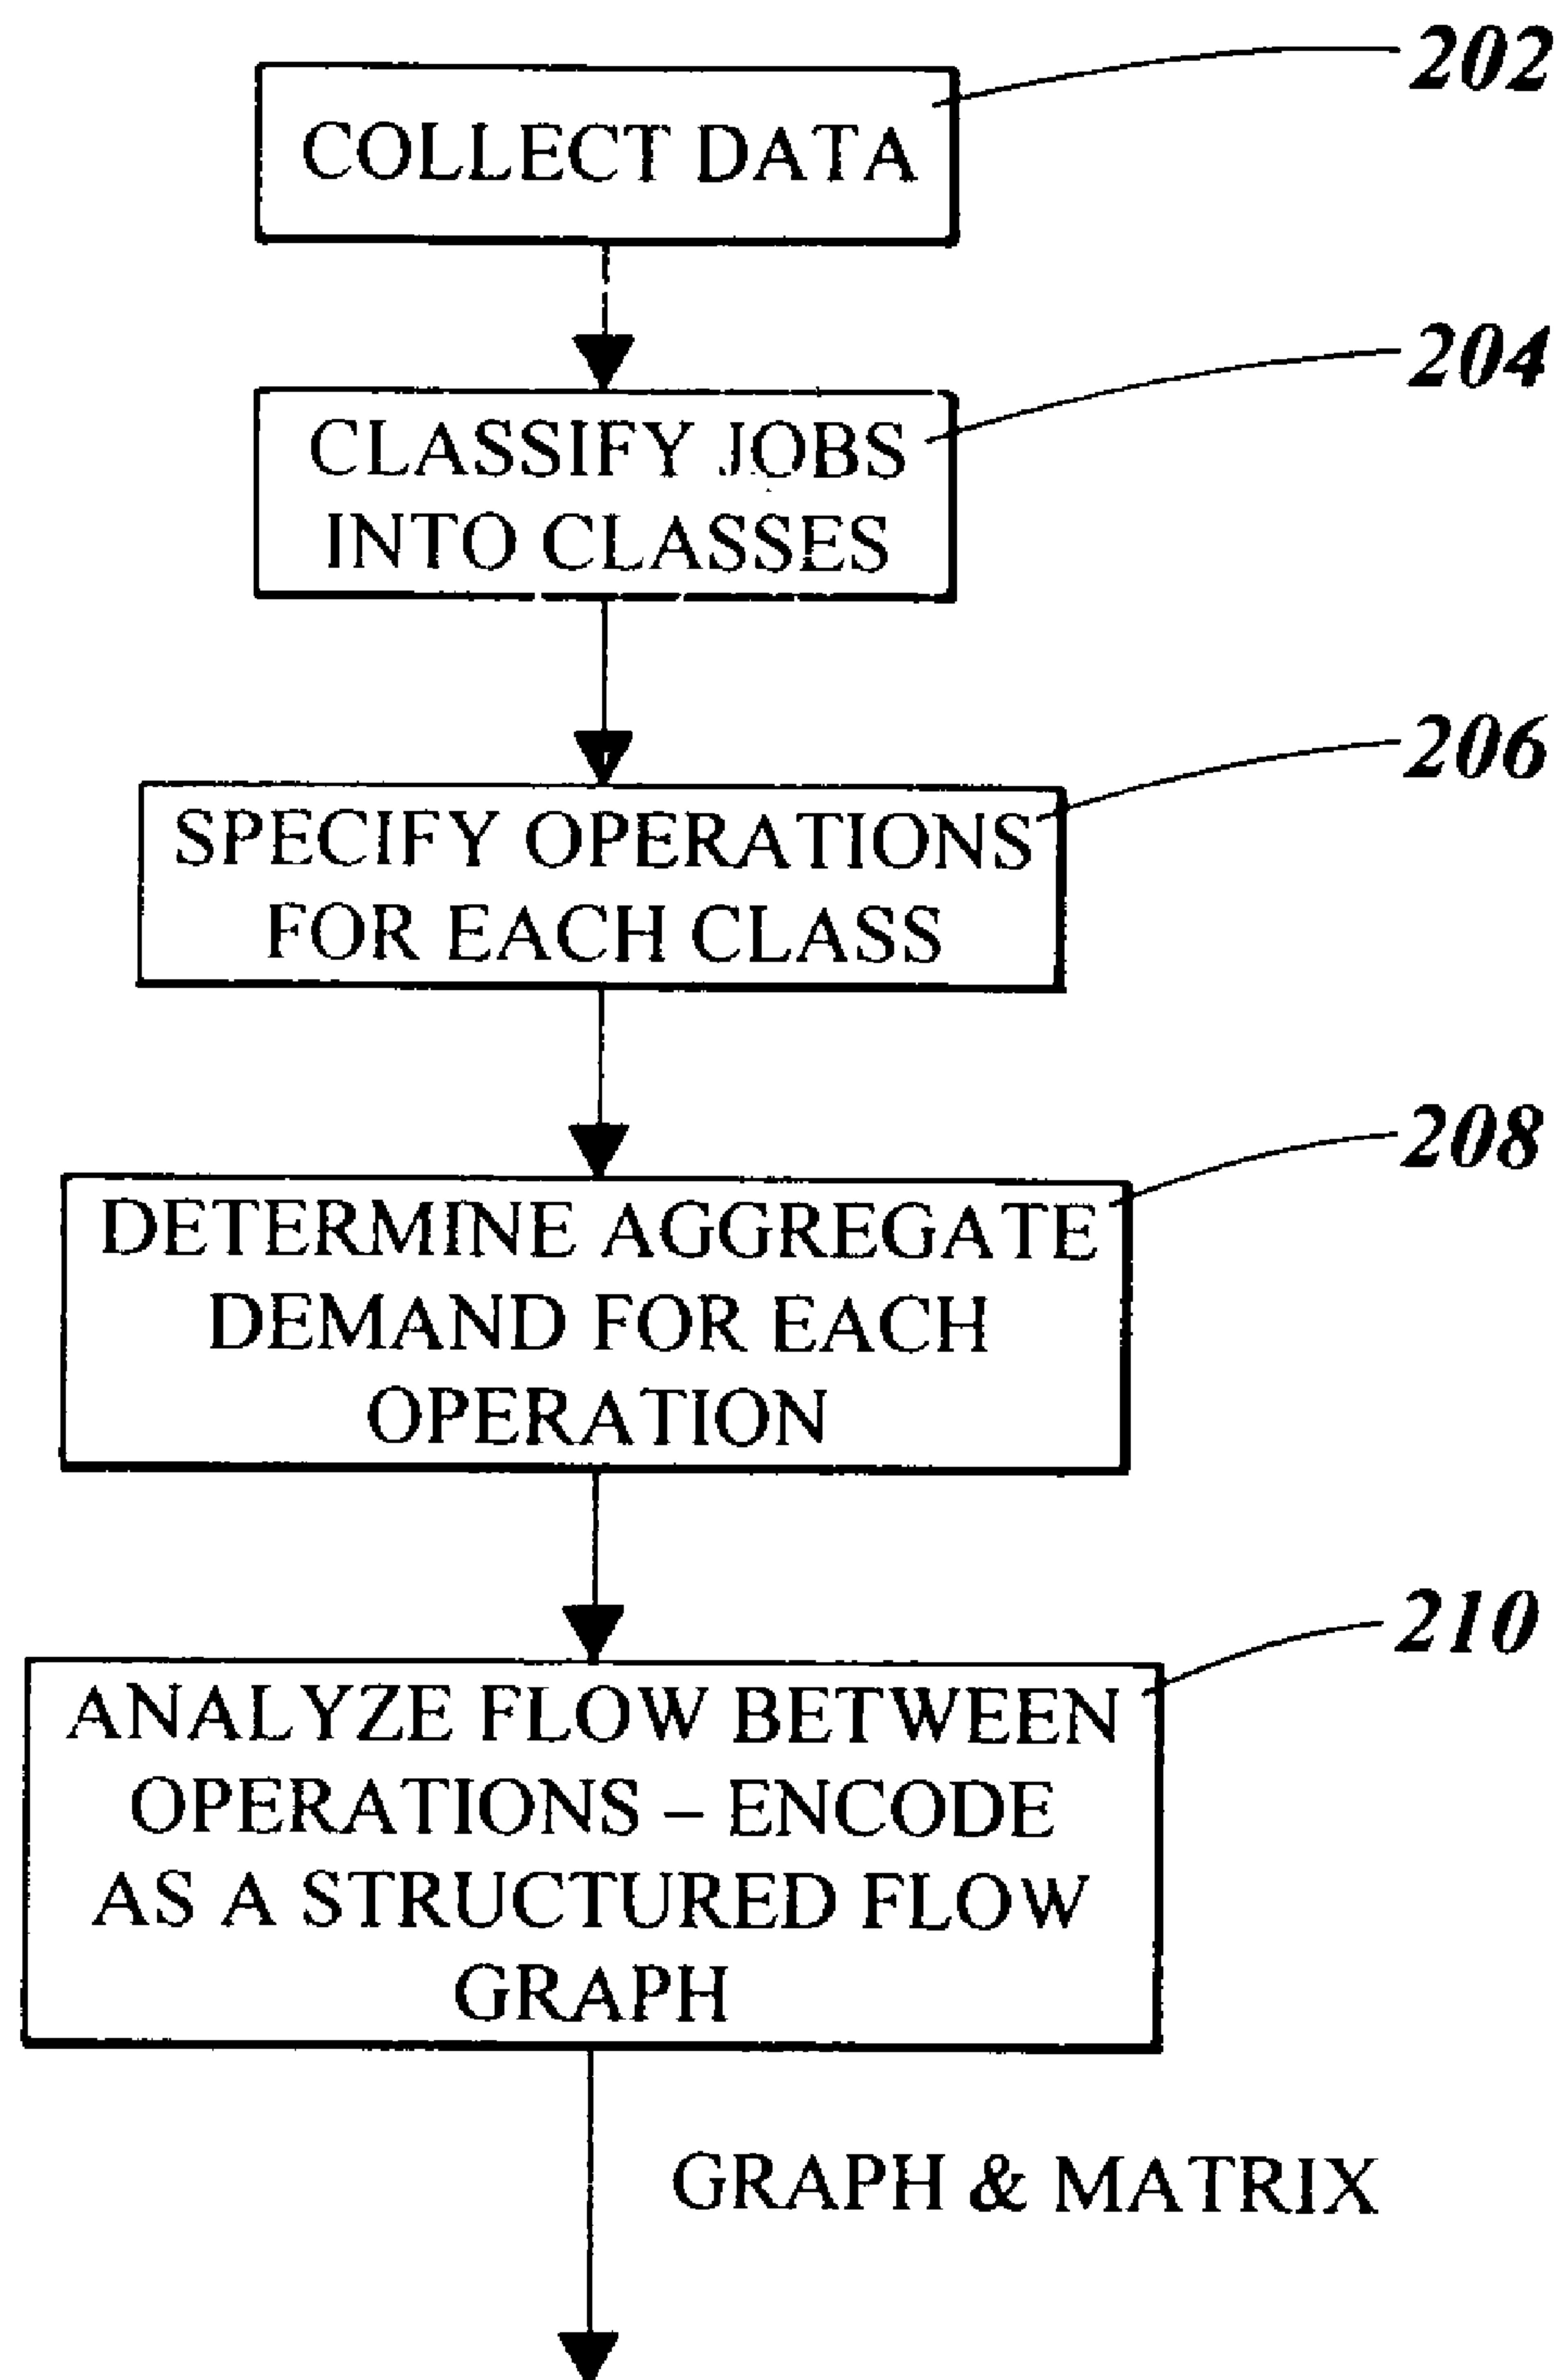 202
COLLECT DATA
204
CLASSIFY JOBS
INTO CLASSES
206
SPECIFY OPERATIONS
FOR EACH CLASS
208
DETERMINE AGGREGATE
DEMAND FOR EACH
OPERATION
210
ANALYZE FLOW BETWEEN
OPERATIONS – ENCODE
AS A STRUCTURED FLOW
GRAPH
GRAPH & MATRIX